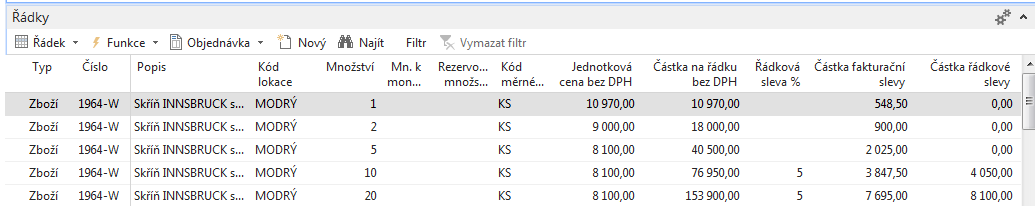 Řádky
Řádek Funkce Objednávka Nový Najít Filtr Vymazat filtr
Typ Číslo Popis Kód lokace Množství Mn. k mon... Rezervo... množs... Kód měrné... Jednotková cena bez DPH Částka na řádku bez DPH Řádková sleva % Částka fakturační slevy Částka řádkové slevy
Zboží 1964-W Skříň INNSBRUCK s... MODRÝ 1 KS 10 970,00 10 970,00 548,50 0,00
Zboží 1964-W Skříň INNSBRUCK s... MODRÝ 2 KS 9 000,00 18 000,00 900,00 0,00
Zboží 1964-W Skříň INNSBRUCK s... MODRÝ 5 KS 8 100,00 40 500,00 2 025,00 0,00
Zboží 1964-W Skříň INNSBRUCK s... MODRÝ 10 KS 8 100,00 76 950,00 5 3 847,50 4 050,00
Zboží 1964-W Skříň INNSBRUCK s... MODRÝ 20 KS 8 100,00 153 900,00 5 7 695,00 8 100,00